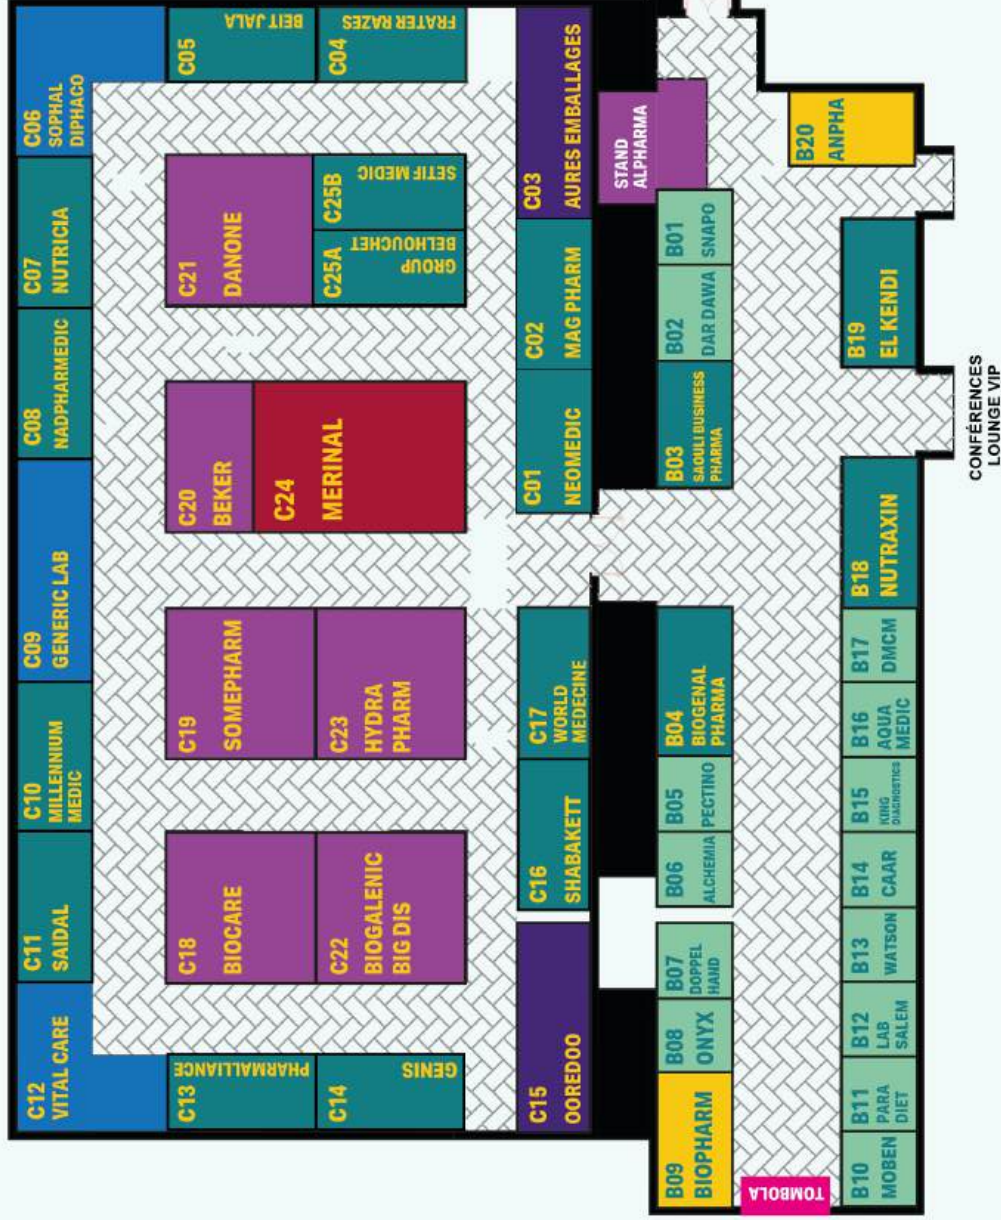 C06
SOPHAL
DIPHACO
C05
BEIT JALA
C04
FRATER RAZES
C03
AURES EMBALLAGES
STAND
ALPHARMA
B20
ANPHA
C07
NUTRICIA
C21
DANONE
C25B
SETIF MEDIC
C25A
BELHOUCHET
GROUP
C02
MAG PHARM
B01
SNAPO
B02
DAR DAWA
B19
EL KENDI
C08
NADPHARMEDIC
C20
BEKER
C24
MERINAL
C01
NEOMEDIC
B03
SAOULI BUSINESS
PHARMA
CONFÉRENCES
LOUNGE VIP
C09
GENERIC LAB
B18
NUTRAXIN
C10
MILLENNIUM
MEDIC
C19
SOMEPHARM
C23
HYDRA
PHARM
C17
WORLD
MEDECINE
B04
BIOGENAL
PHARMA
B17
DMCM
B16
AQUA
MEDIC
C11
SAIDAL
C18
BIOCARE
C22
BIOGALENIC
BIG DIS
C16
SHABAKETT
B05
PECTINO
B06
ALCHEMIA
B15
KING
DIAGNOSTICS
B14
CAAR
B13
WATSON
C12
VITAL CARE
C13
PHARMALLIANCE
C14
GENIS
C15
OOREDOO
B07
DOPPEL
HAND
B08
ONYX
B09
BIOPHARM
B12
LAB
SALEM
B11
PARA
DIET
B10
MOBEN
TOMBOLA